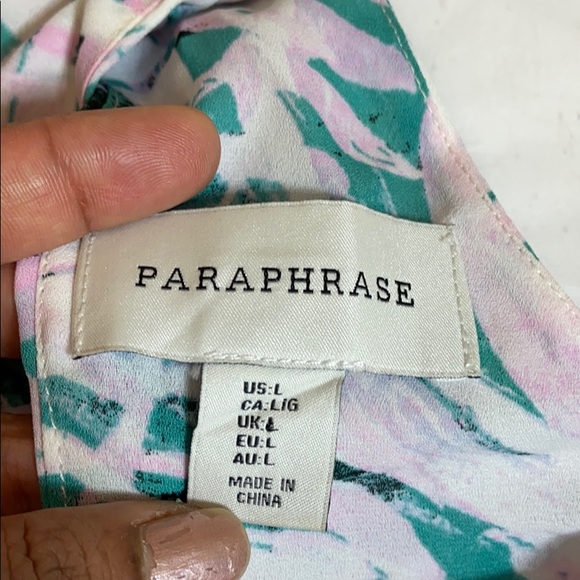 PARAPHRASE
US:L
CA:L/G
UK:L
EU:L
AU:L
MADE IN
CHINA